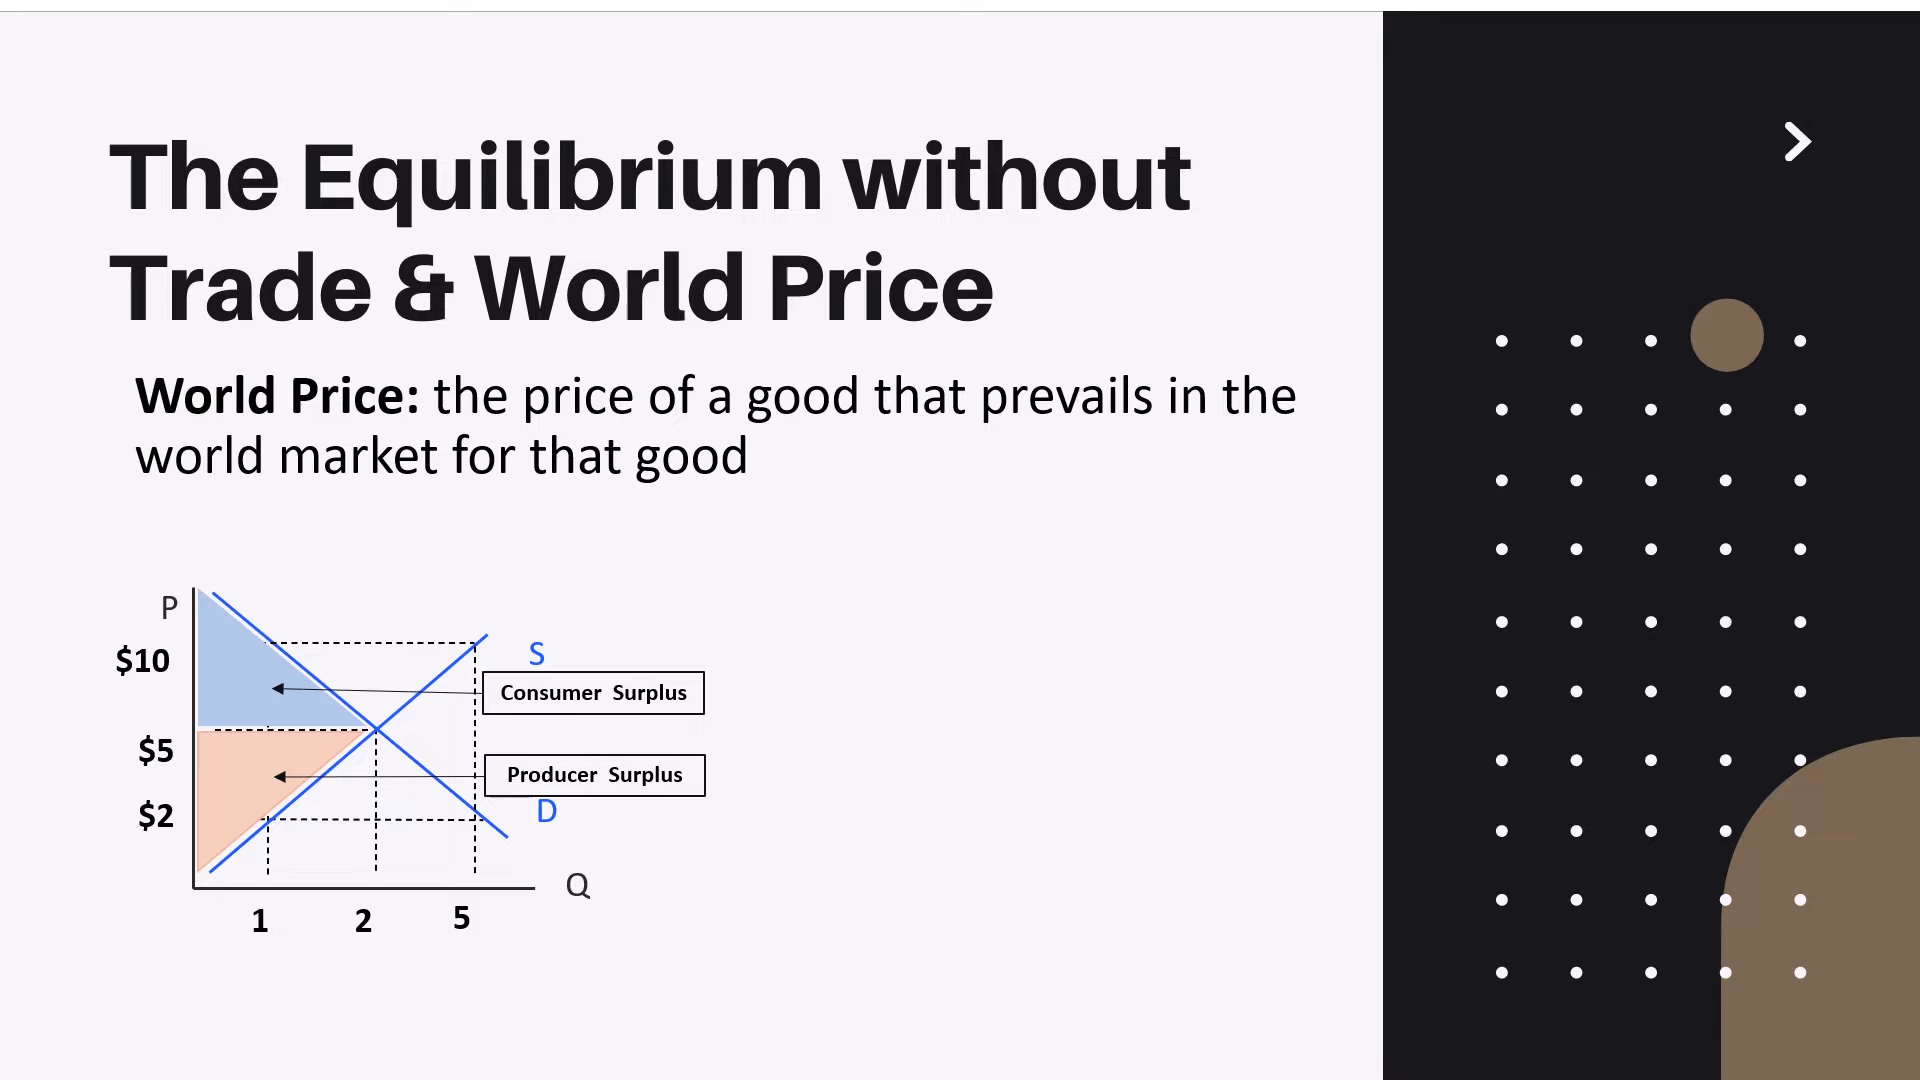 The Equilibrium without
Trade & World Price
World Price: the price of a good that prevails in the
world market for that good
P
$10
S
Consumer Surplus
$5
Producer Surplus
$2
D
Q
1 2 5